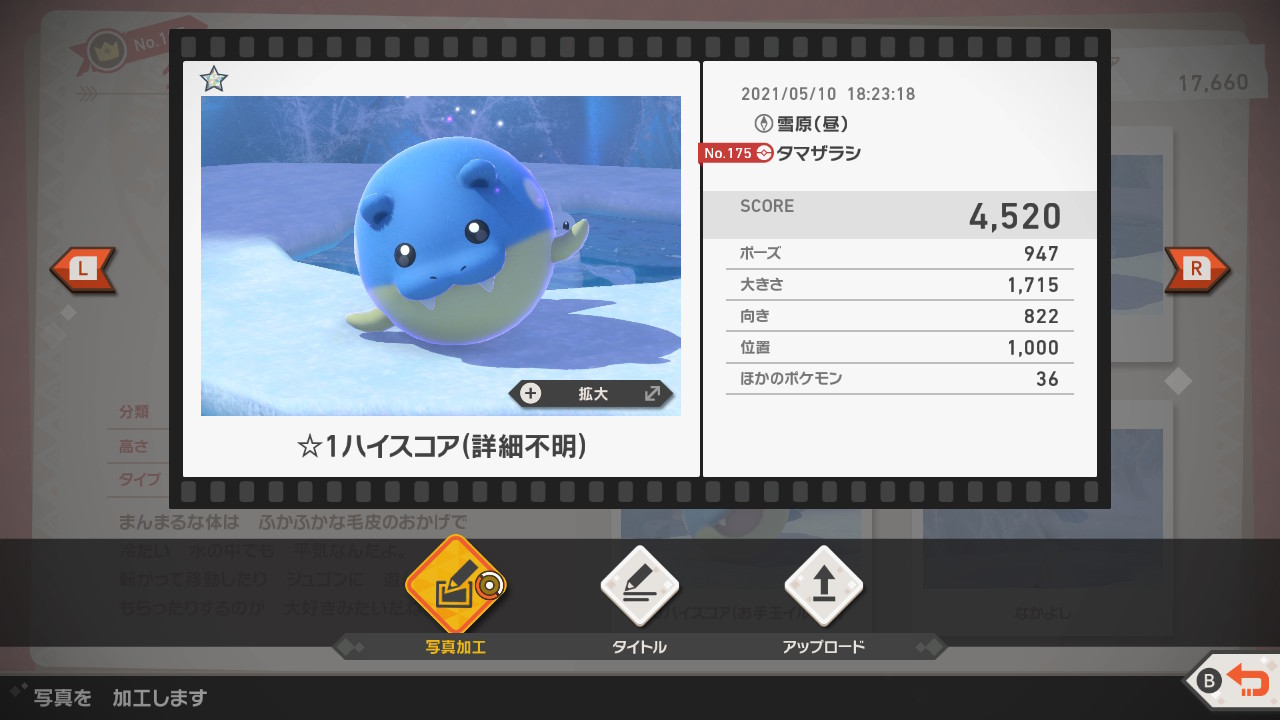 No.1
17,660
2021/05/10 18:23:18
雪原(昼)
No.175 タマザラシ
SCORE 4,520
ポーズ 947
大きさ 1,715
向き 822
位置 1,000
ほかのポケモン 36
L
R
+ 拡大
☆1ハイスコア(詳細不明)
分類
高さ
タイプ
まんまるな体は ふかふかな毛皮のおかげで
冷たい 氷の中でも 平気なんだよ。
転がって移動したり ジュゴンに
もらったりするのが 大好きみたいだ
ハイスコア(お手玉イル
なかよし
写真加工
タイトル
アップロード
写真を 加工します
B